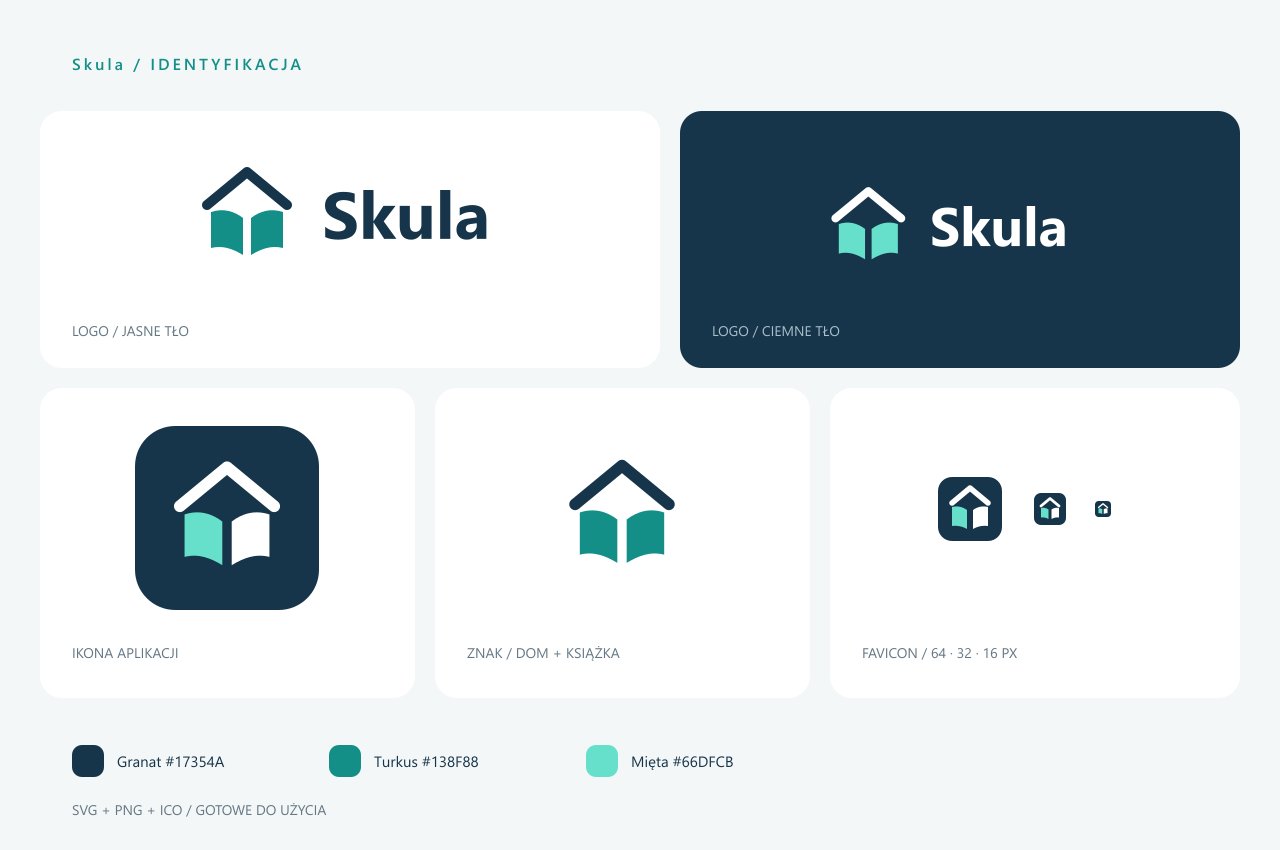 Skula / IDENTYFIKACJA
Skula
LOGO / JASNE TŁO
Skula
LOGO / CIEMNE TŁO
IKONA APLIKACJI
ZNAK / DOM + KSIĄŻKA
FAVICON / 64 · 32 · 16 PX
Granat #17354A
Turkus #138F88
Mięta #66DFCB
SVG + PNG + ICO / GOTOWE DO UŻYCIA